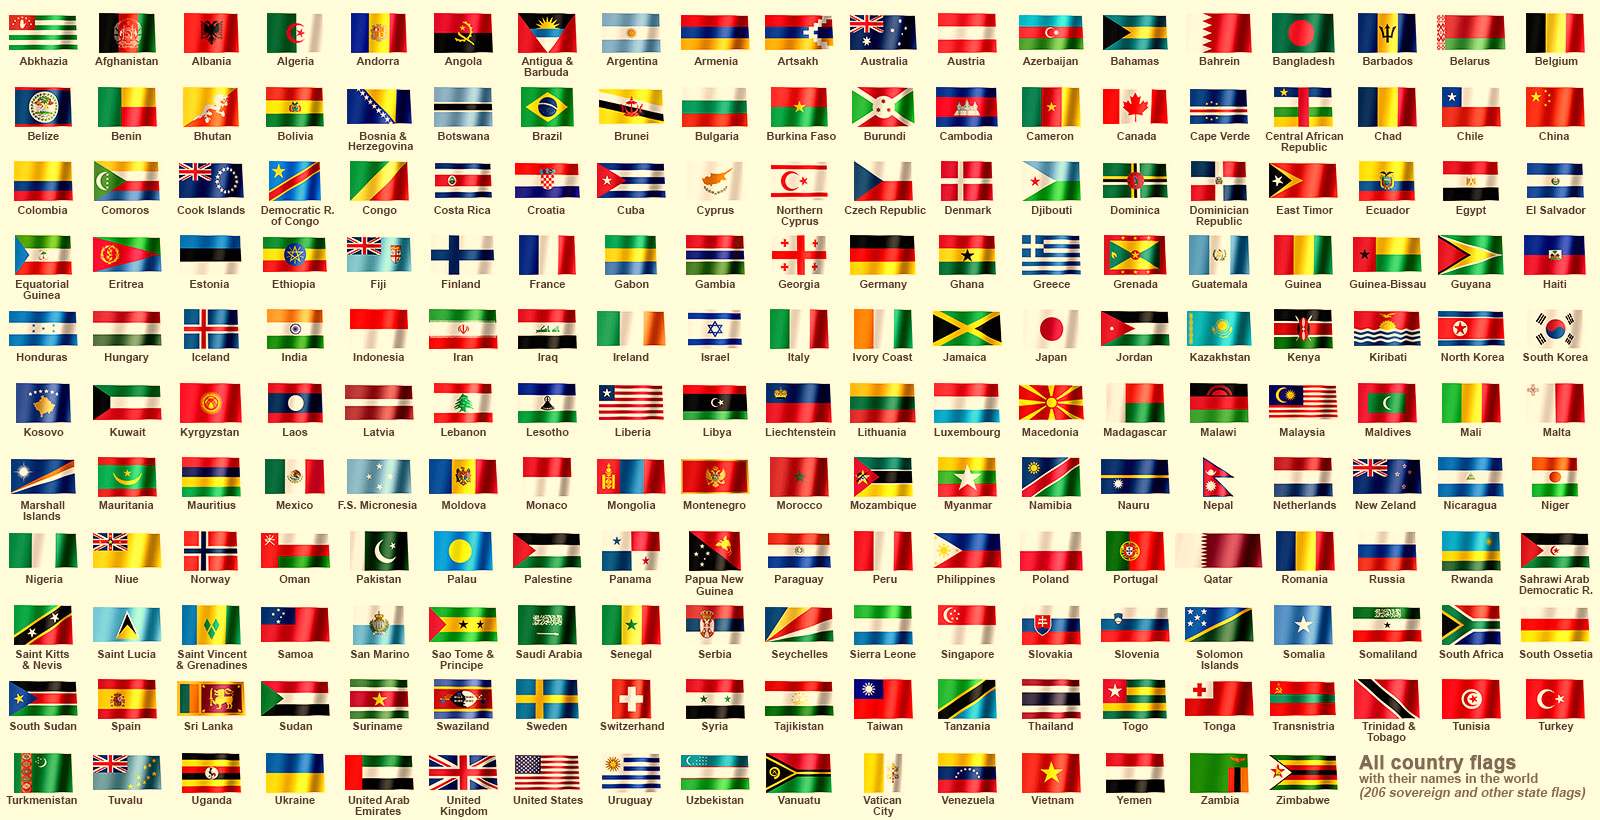 Abkhazia Afghanistan Albania Algeria Andorra Angola Antigua & Argentina Armenia Artsakh Australia Austria Azerbaijan Bahamas Bahrein Bangladesh Barbados Belarus Belgium
Barbuda
Belize Benin Bhutan Bolivia Bosnia & Botswana Brazil Brunei Bulgaria Burkina Faso Burundi Cambodia Cameron Canada Cape Verde Central African Chad Chile China
Herzegovina Republic
Colombia Comoros Cook Islands Democratic R. Congo Costa Rica Croatia Cuba Cyprus Northern Czech Republic Denmark Djibouti Dominica Dominician East Timor Ecuador Egypt El Salvador
of Congo Cyprus Republic
Equatorial Eritrea Estonia Ethiopia Fiji Finland France Gabon Gambia Georgia Germany Ghana Greece Grenada Guatemala Guinea Guinea-Bissau Guyana Haiti
Guinea
Honduras Hungary Iceland India Indonesia Iran Iraq Ireland Israel Italy Ivory Coast Jamaica Japan Jordan Kazakhstan Kenya Kiribati North Korea South Korea
Kosovo Kuwait Kyrgyzstan Laos Latvia Lebanon Lesotho Liberia Libya Liechtenstein Lithuania Luxembourg Macedonia Madagascar Malawi Malaysia Maldives Mali Malta
Marshall Mauritania Mauritius Mexico F.S. Micronesia Moldova Monaco Mongolia Montenegro Morocco Mozambique Myanmar Namibia Nauru Nepal Netherlands New Zeland Nicaragua Niger
Islands
Nigeria Niue Norway Oman Pakistan Palau Palestine Panama Papua New Paraguay Peru Philippines Poland Portugal Qatar Romania Russia Rwanda Sahrawi Arab
Guinea Democratic R.
Saint Kitts Saint Lucia Saint Vincent Samoa San Marino Sao Tome & Saudi Arabia Senegal Serbia Seychelles Sierra Leone Singapore Slovakia Slovenia Solomon Somalia Somaliland South Africa South Ossetia
& Nevis & Grenadines Principe Islands
South Sudan Spain Sri Lanka Sudan Suriname Swaziland Sweden Switzerhand Syria Tajikistan Taiwan Tanzania Thailand Togo Tonga Transnistria Trinidad & Tunisia Turkey
Tobago
Turkmenistan Tuvalu Uganda Ukraine United Arab United United States Uruguay Uzbekistan Vanuatu Vatican Venezuela Vietnam Yemen Zambia Zimbabwe
Emirates Kingdom City
All country flags
with their names in the world
(206 sovereign and other state flags)